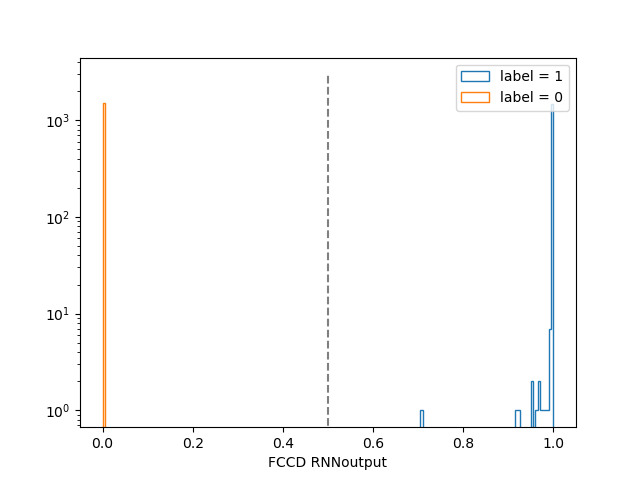 label = 1
label = 0
10³
10²
10¹
10⁰
0.0 0.2 0.4 0.6 0.8 1.0
FCCD RNNoutput